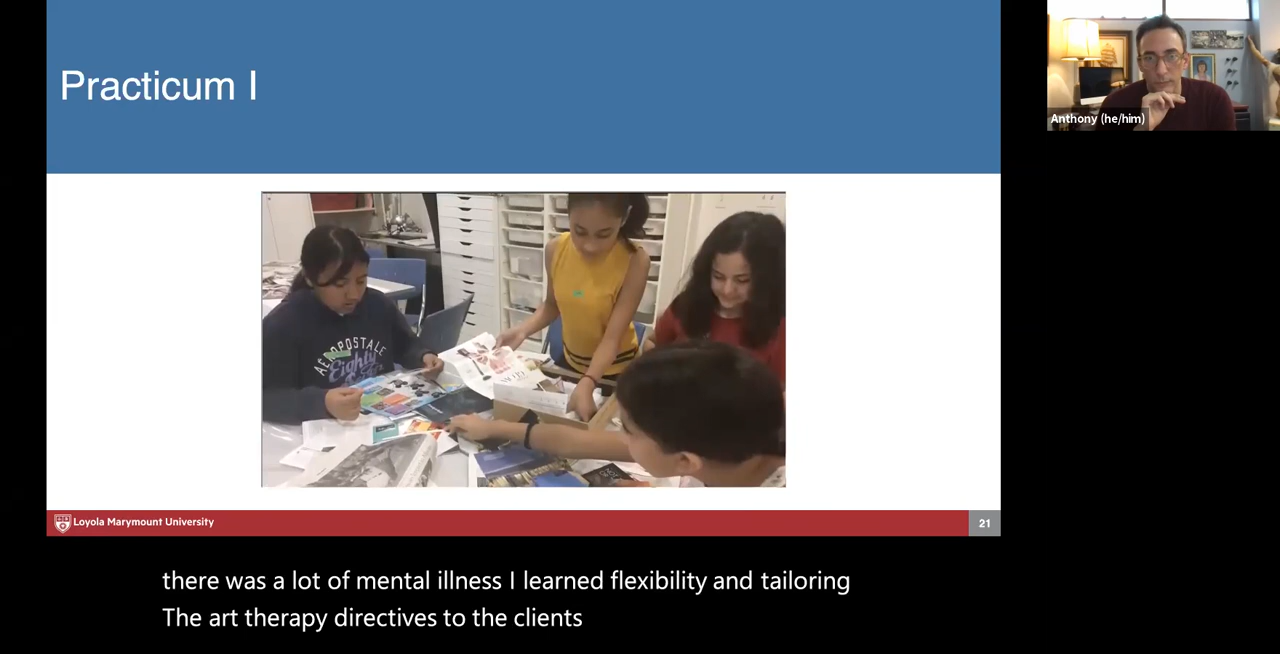 Practicum I
Anthony (he/him)
AÉROPOSTALE
Eighty
Loyola Marymount University
21
there was a lot of mental illness I learned flexibility and tailoring
The art therapy directives to the clients